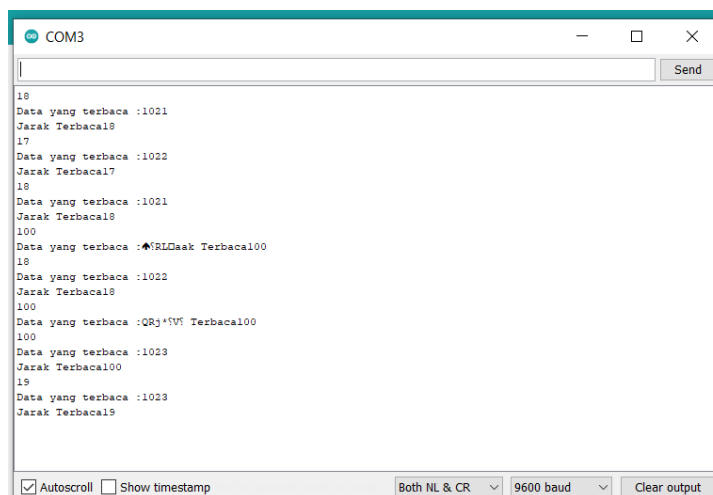 COM3
Send
18
Data yang terbaca :1021
Jarak Terbaca18
17
Data yang terbaca :1022
Jarak Terbaca17
18
Data yang terbaca :1021
Jarak Terbaca18
100
Data yang terbaca :♠⸮RL□aak Terbaca100
18
Data yang terbaca :1022
Jarak Terbaca18
100
Data yang terbaca :QRj*⸮V⸮ Terbaca100
100
Data yang terbaca :1023
Jarak Terbaca100
19
Data yang terbaca :1023
Jarak Terbaca19
Autoscroll Show timestamp Both NL & CR 9600 baud Clear output